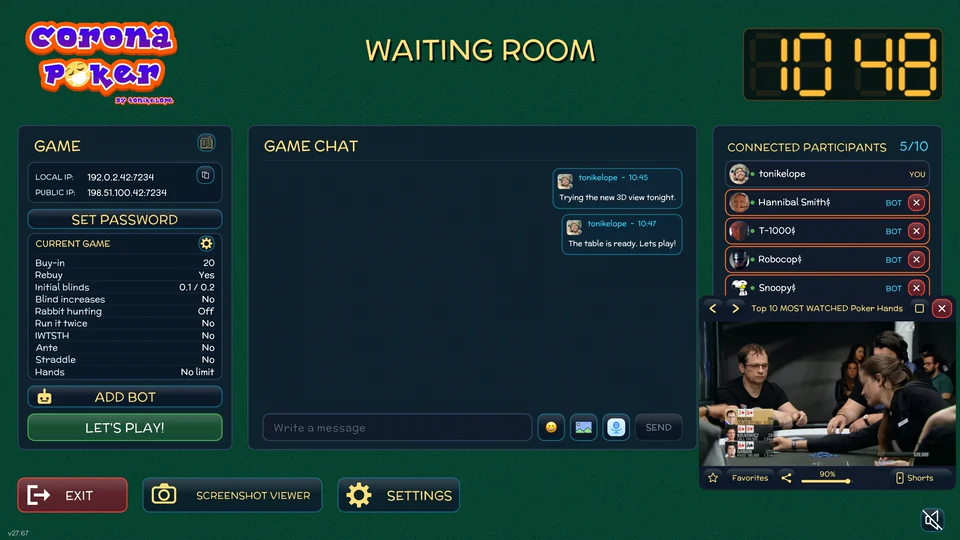 corona
poker
BY tonikelope
WAITING ROOM
10 48
GAME
LOCAL IP: 192.0.2.42:7234
PUBLIC IP: 198.51.100.42:7234
SET PASSWORD
CURRENT GAME
Buy-in 20
Rebuy Yes
Initial blinds 0.1 / 0.2
Blind increases No
Rabbit hunting Off
Run it twice No
IWTSTH No
Ante No
Straddle No
Hands No limit
ADD BOT
LET'S PLAY!
GAME CHAT
tonikelope - 10:45
Trying the new 3D view tonight.
tonikelope - 10:47
The table is ready. Lets play!
Write a message
SEND
CONNECTED PARTICIPANTS 5/10
tonikelope YOU
Hannibal Smith$ BOT
T-1000$ BOT
Robocop$ BOT
Snoopy$ BOT
Top 10 MOST WATCHED Poker Hands
Favorites
90%
Shorts
EXIT
SCREENSHOT VIEWER
SETTINGS
v27.67